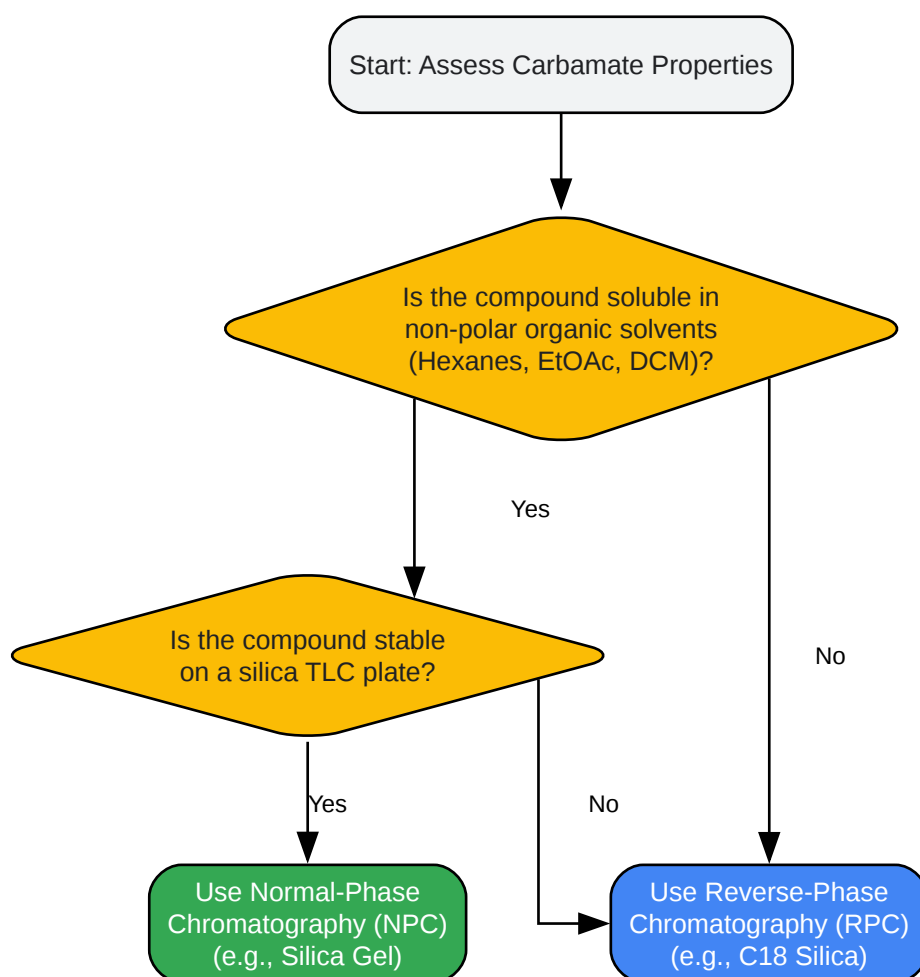 Start: Assess Carbamate Properties
Is the compound soluble in
non-polar organic solvents
(Hexanes, EtOAc, DCM)?
Yes
Is the compound stable
on a silica TLC plate?
No
Yes
No
Use Normal-Phase
Chromatography (NPC)
(e.g., Silica Gel)
Use Reverse-Phase
Chromatography (RPC)
(e.g., C18 Silica)